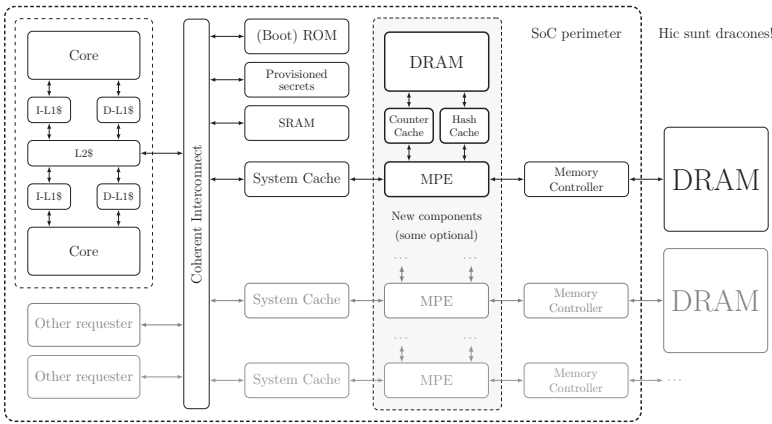 SoC perimeter
Hic sunt dracones!
Core
I-L1$
D-L1$
L2$
I-L1$
D-L1$
Core
Other requester
Other requester
Coherent Interconnect
(Boot) ROM
Provisioned
secrets
SRAM
System Cache
DRAM
Counter
Cache
Hash
Cache
MPE
New components
(some optional)
Memory
Controller
DRAM
System Cache
...
...
MPE
Memory
Controller
DRAM
System Cache
...
...
MPE
Memory
Controller
...